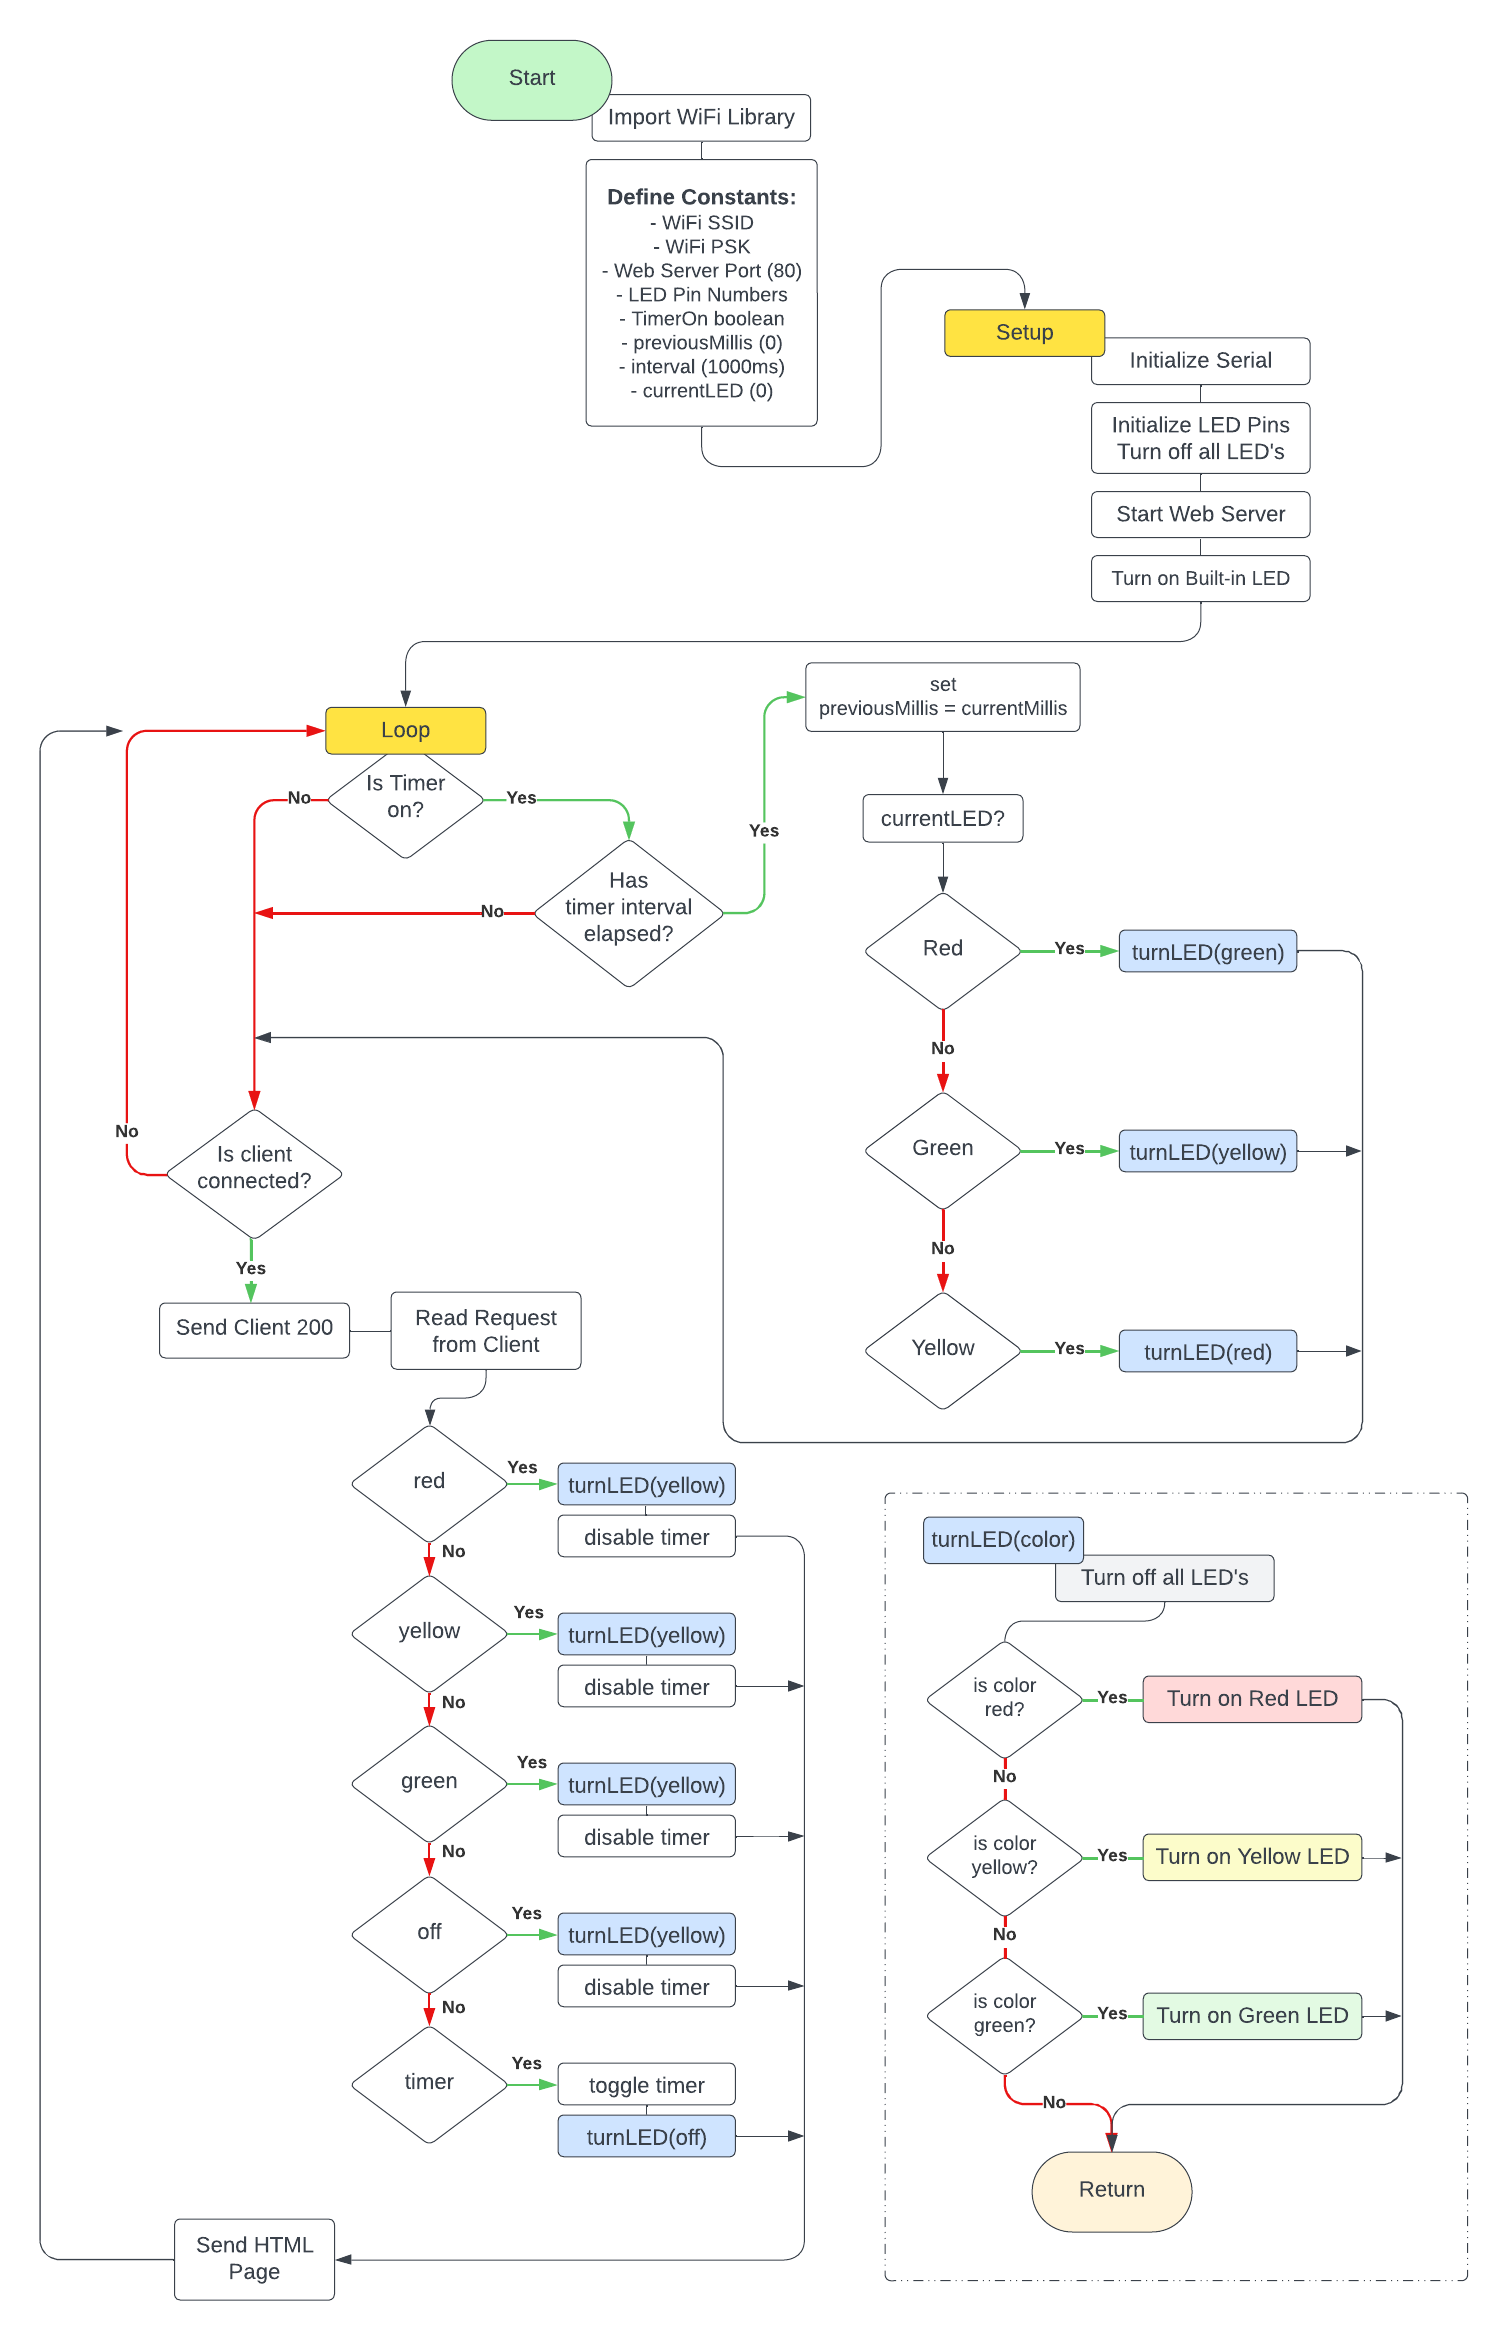 Start
Import WiFi Library
Define Constants:
- WiFi SSID
- WiFi PSK
- Web Server Port (80)
- LED Pin Numbers
- TimerOn boolean
- previousMillis (0)
- interval (1000ms)
- currentLED (0)
Setup
Initialize Serial
Initialize LED Pins
Turn off all LED's
Start Web Server
Turn on Built-in LED
Loop
Is Timer
on?
No
Yes
Has
timer interval
elapsed?
No
Yes
set
previousMillis = currentMillis
currentLED?
Red
Yes
turnLED(green)
No
Green
Yes
turnLED(yellow)
No
Yellow
Yes
turnLED(red)
Is client
connected?
No
Yes
Send Client 200
Read Request
from Client
red
Yes
turnLED(yellow)
disable timer
No
yellow
Yes
turnLED(yellow)
disable timer
No
green
Yes
turnLED(yellow)
disable timer
No
off
Yes
turnLED(yellow)
disable timer
No
timer
Yes
toggle timer
turnLED(off)
Send HTML
Page
turnLED(color)
Turn off all LED's
is color
red?
Yes
Turn on Red LED
No
is color
yellow?
Yes
Turn on Yellow LED
No
is color
green?
Yes
Turn on Green LED
No
Return